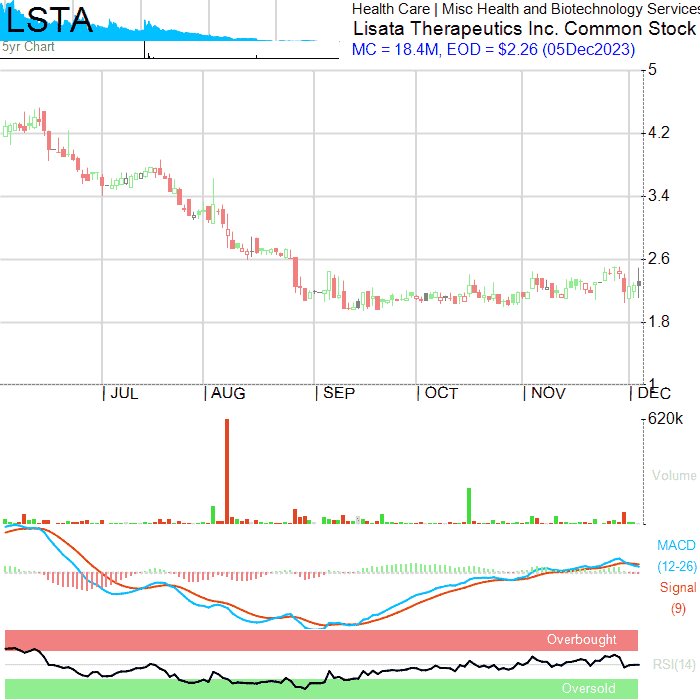 LSTA
5yr Chart
Health Care | Misc Health and Biotechnology Services
Lisata Therapeutics Inc. Common Stock
MC = 18.4M, EOD = $2.26 (05Dec2023)
5
4.2
3.4
2.6
1.8
1
| JUL | AUG | SEP | OCT | NOV | DEC
620k
Volume
MACD
(12-26)
Signal
(9)
Overbought
RSI(14)
Oversold